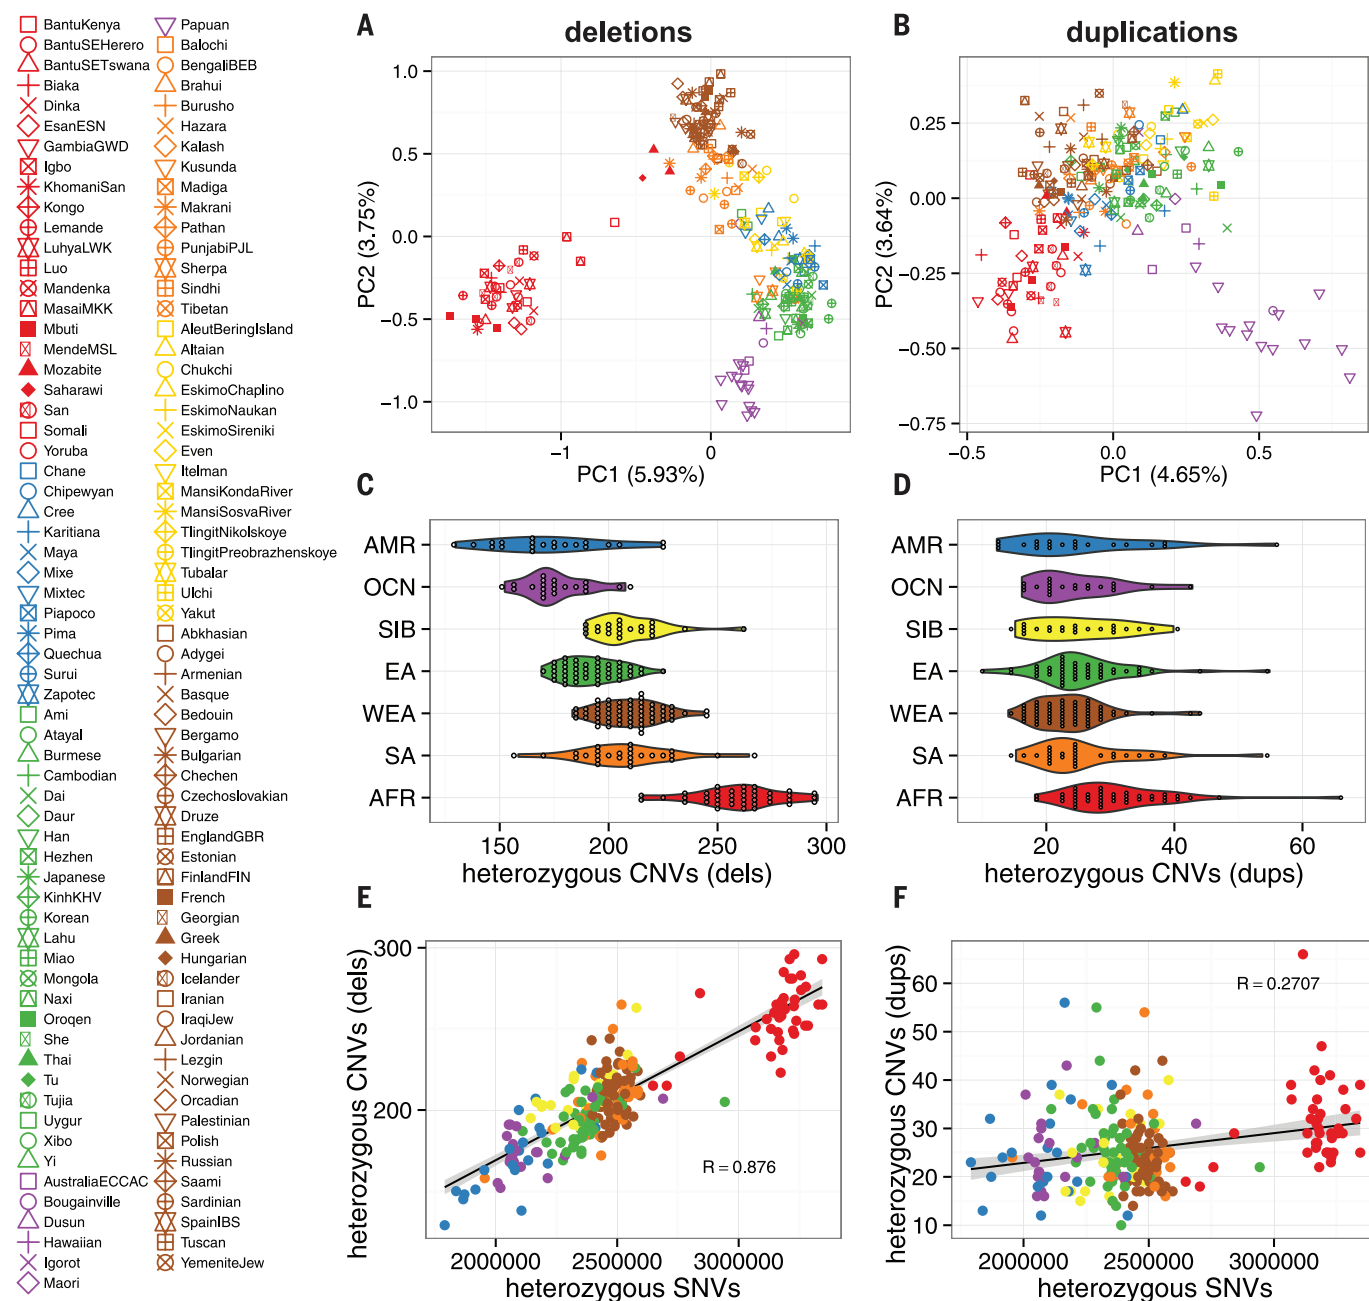 BantuKenya
BantuSEHerero
BantuSETswana
Biaka
Dinka
EsanESN
GambiaGWD
Igbo
KhomaniSan
Kongo
Lemande
LuhyaLWK
Luo
Mandenka
MasaiMKK
Mbuti
MendeMSL
Mozabite
Saharawi
San
Somali
Yoruba
Chane
Chipewyan
Cree
Karitiana
Maya
Mixe
Mixtec
Piapoco
Pima
Quechua
Surui
Zapotec
Ami
Atayal
Burmese
Cambodian
Dai
Daur
Han
Hezhen
Japanese
KinhKHV
Korean
Lahu
Miao
Mongola
Naxi
Oroqen
She
Thai
Tu
Tujia
Uygur
Xibo
Yi
AustraliaECCAC
Bougainville
Dusun
Hawaiian
Igorot
Maori
Papuan
Balochi
BengaliBEB
Brahui
Burusho
Hazara
Kalash
Kusunda
Madiga
Makrani
Pathan
PunjabiPJL
Sherpa
Sindhi
Tibetan
AleutBeringIsland
Altaian
Chukchi
EskimoChaplino
EskimoNaukan
EskimoSireniki
Even
Itelman
MansiKondaRiver
MansiSosvaRiver
TlingitNikolskoye
TlingitPreobrazhenskoye
Tubalar
Ulchi
Yakut
Abkhasian
Adygei
Armenian
Basque
Bedouin
Bergamo
Bulgarian
Chechen
Czechoslovakian
Druze
EnglandGBR
Estonian
FinlandFIN
French
Georgian
Greek
Hungarian
Icelander
Iranian
IraqiJew
Jordanian
Lezgin
Norwegian
Orcadian
Palestinian
Polish
Russian
Saami
Sardinian
SpainIBS
Tuscan
YemeniteJew
A
deletions
1.0
0.5
0.0
−0.5
−1.0
PC2 (3.75%)
−1
0
PC1 (5.93%)
B
duplications
0.25
0.00
−0.25
−0.50
−0.75
PC2 (3.64%)
−0.5
0.0
0.5
PC1 (4.65%)
C
AMR
OCN
SIB
EA
WEA
SA
AFR
150
200
250
300
heterozygous CNVs (dels)
D
AMR
OCN
SIB
EA
WEA
SA
AFR
20
40
60
heterozygous CNVs (dups)
E
300
200
heterozygous CNVs (dels)
R = 0.876
20000000
25000000
30000000
heterozygous SNVs
F
60
50
40
30
20
10
heterozygous CNVs (dups)
R = 0.2707
20000000
25000000
30000000
heterozygous SNVs